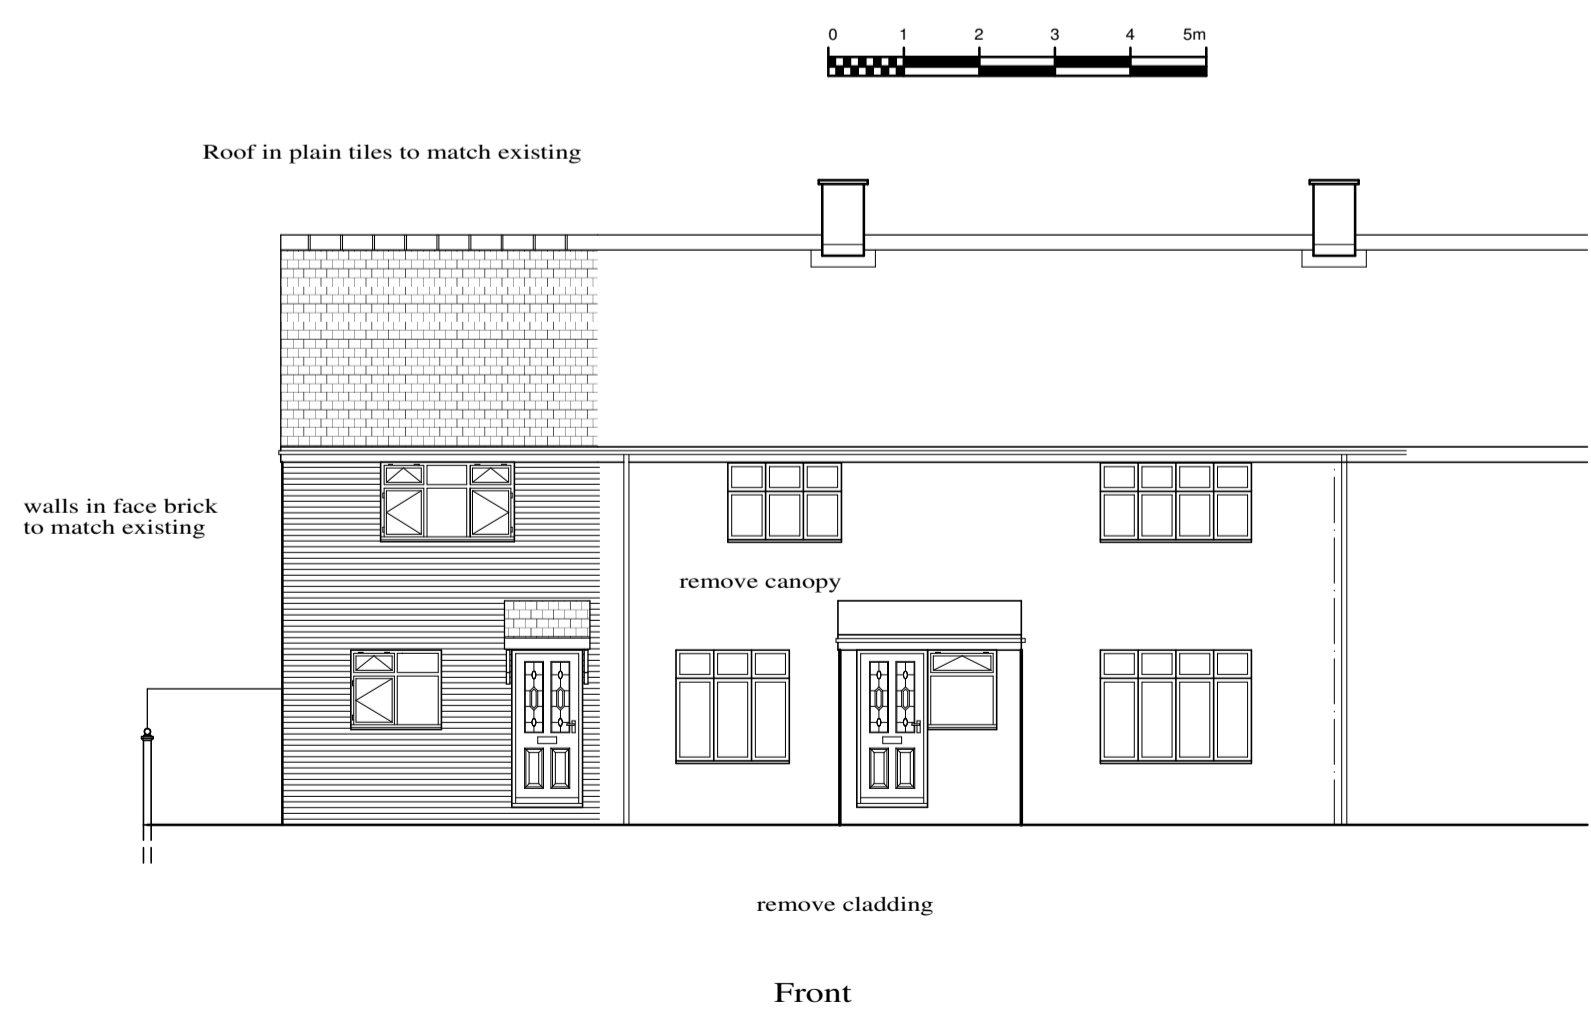 0 1 2 3 4 5m
Roof in plain tiles to match existing
walls in face brick
to match existing
remove canopy
remove cladding
Front